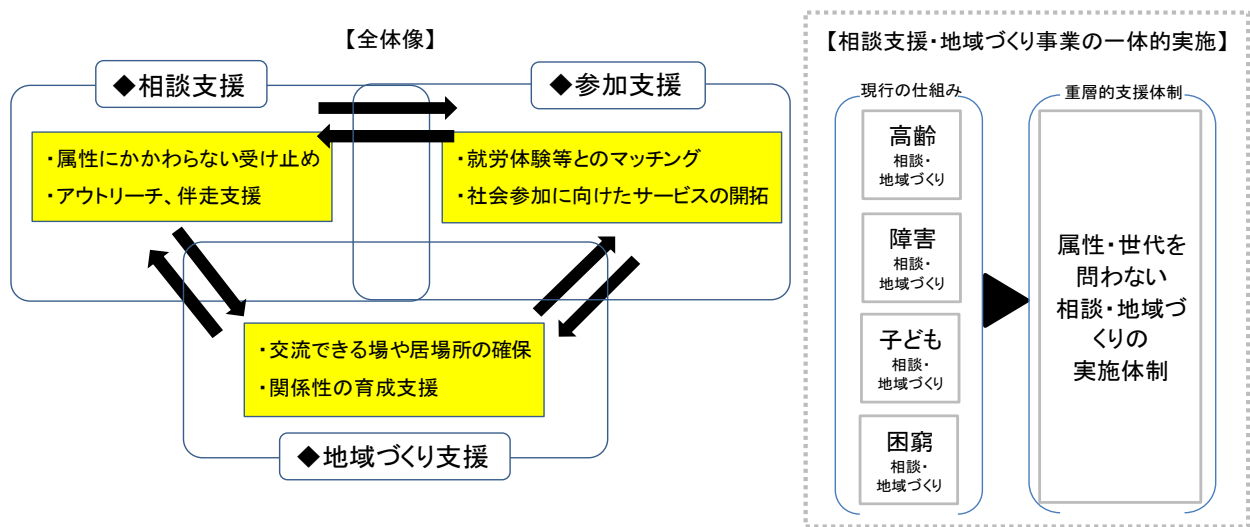 【全体像】
◆相談支援
・属性にかかわらない受け止め
・アウトリーチ、伴走支援
◆参加支援
・就労体験等とのマッチング
・社会参加に向けたサービスの開拓
・交流できる場や居場所の確保
・関係性の育成支援
◆地域づくり支援
【相談支援・地域づくり事業の一体的実施】
現行の仕組み
高齢
相談・
地域づくり
障害
相談・
地域づくり
子ども
相談・
地域づくり
困窮
相談・
地域づくり
重層的支援体制
属性・世代を
問わない
相談・地域づ
くりの
実施体制